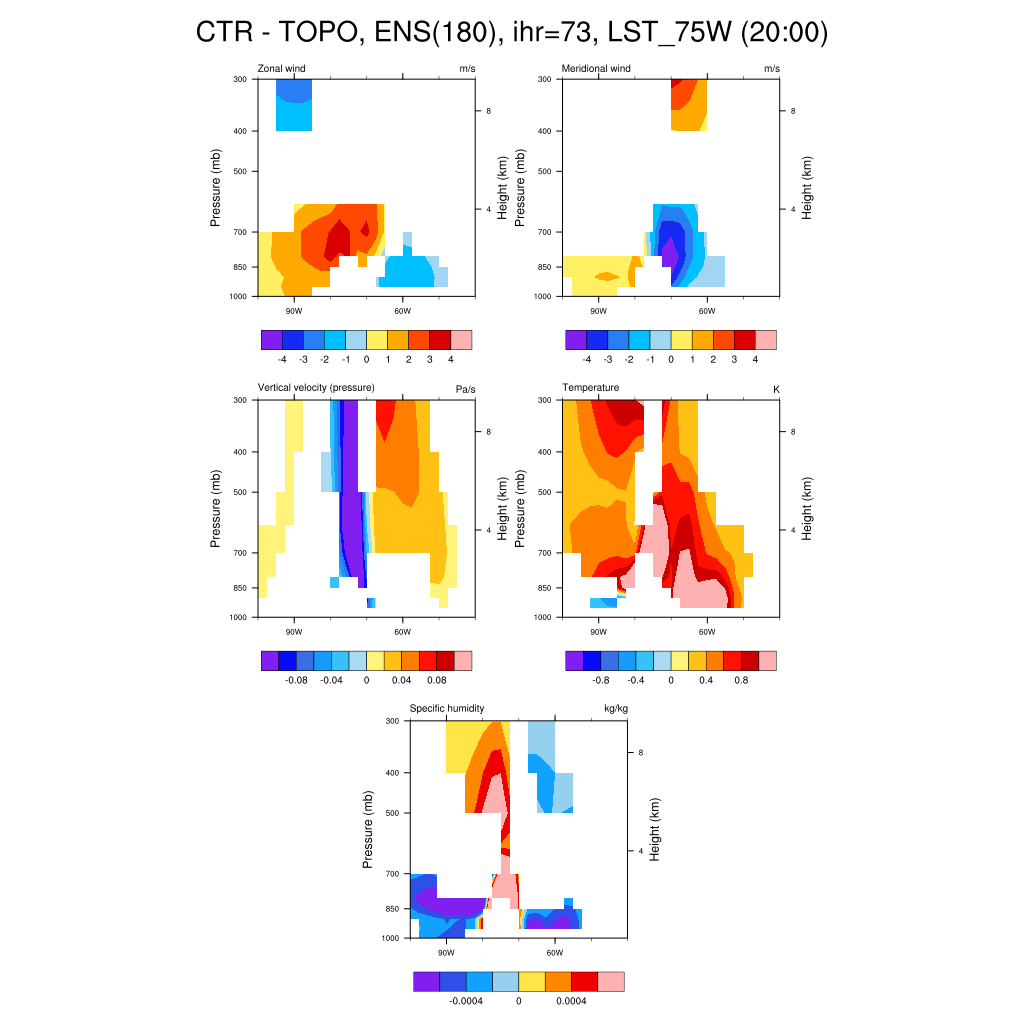 CTR - TOPO, ENS(180), ihr=73, LST_75W (20:00)
Zonal wind m/s
300
400
500
700
850
1000
Pressure (mb)
8
4
Height (km)
90W 60W
-4 -3 -2 -1 0 1 2 3 4
Meridional wind m/s
300
400
500
700
850
1000
Pressure (mb)
8
4
Height (km)
90W 60W
-4 -3 -2 -1 0 1 2 3 4
Vertical velocity (pressure) Pa/s
300
400
500
700
850
1000
Pressure (mb)
8
4
Height (km)
90W 60W
-0.08 -0.04 0 0.04 0.08
Temperature K
300
400
500
700
850
1000
Pressure (mb)
8
4
Height (km)
90W 60W
-0.8 -0.4 0 0.4 0.8
Specific humidity kg/kg
300
400
500
700
850
1000
Pressure (mb)
8
4
Height (km)
90W 60W
-0.0004 0 0.0004